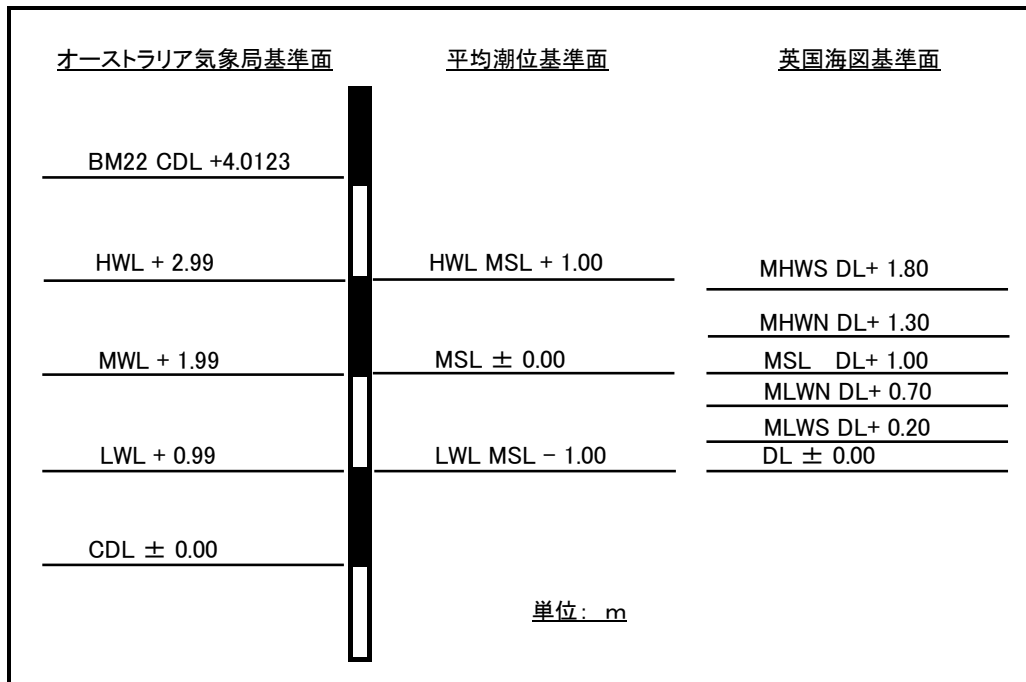 オーストラリア気象局基準面
平均潮位基準面
英国海図基準面
BM22 CDL +4.0123
HWL + 2.99
HWL MSL + 1.00
MHWS DL+ 1.80
MHWN DL+ 1.30
MWL + 1.99
MSL ± 0.00
MSL DL+ 1.00
MLWN DL+ 0.70
MLWS DL+ 0.20
LWL + 0.99
LWL MSL − 1.00
DL ± 0.00
CDL ± 0.00
単位: m